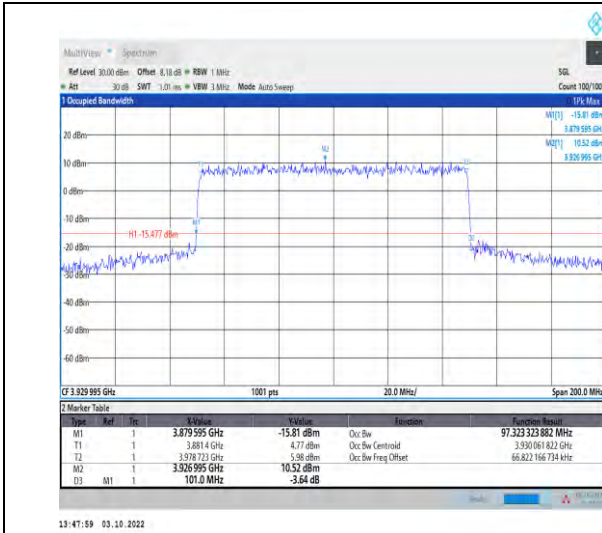 MultiView Spectrum
Ref Level 30.00 dBm Offset 8.18 dB RBW 1 MHz SGL
Att 30 dB SWT 1.01 ms VBW 3 MHz Mode Auto Sweep Count 100/100
1 Occupied Bandwidth 1Pk Max
M1[1] -15.81 dBm
3.879 595 GHz
M2[1] 10.52 dBm
3.926 995 GHz
20 dBm
M2
10 dBm
0 dBm
-10 dBm
M1
H1 -15.477 dBm
-20 dBm
-30 dBm
-40 dBm
-50 dBm
-60 dBm
CF 3.929 995 GHz 1001 pts 20.0 MHz/ Span 200.0 MHz
2 Marker Table
Type Ref Trc X-Value Y-Value Function Function Result
M1 1 3.879 595 GHz -15.81 dBm Occ Bw 97.323 323 882 MHz
T1 1 3.881 4 GHz 4.77 dBm Occ Bw Centroid 3.930 061 822 GHz
T2 1 3.978 723 GHz 5.98 dBm Occ Bw Freq Offset 66.822 166 734 kHz
M2 1 3.926 995 GHz 10.52 dBm
D3 M1 1 101.0 MHz -3.64 dB
13:47:59 03.10.2022